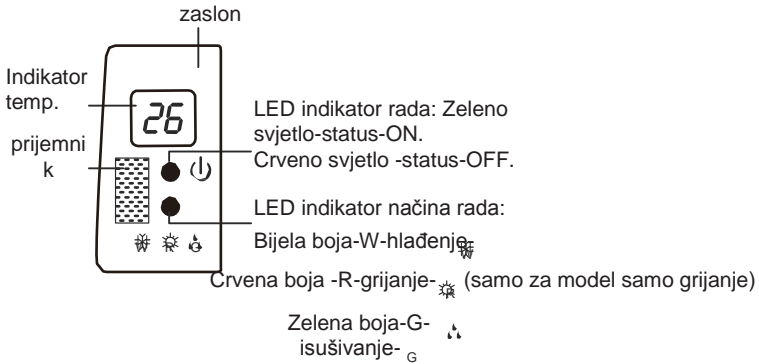 zaslon
Indikator
temp.
26
prijemni
k
W R G
LED indikator rada: Zeleno
svjetlo-status-ON.
Crveno svjetlo -status-OFF.
LED indikator načina rada:
Bijela boja-W-hlađenje- W
Crvena boja -R-grijanje- R (samo za model samo grijanje)
Zelena boja-G-
isušivanje- G